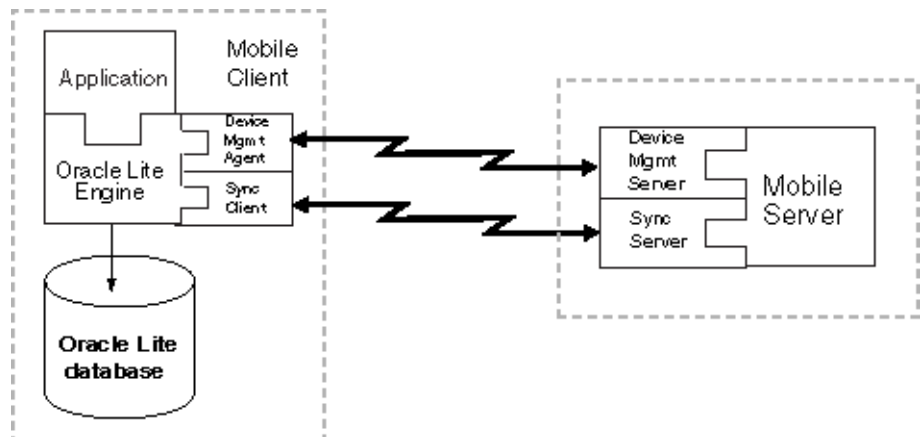 Application
Mobile
Client
Device
Mgmt
Agent
Oracle Lite
Engine
Sync
Client
Oracle Lite
database
Device
Mgmt
Server
Sync
Server
Mobile
Server